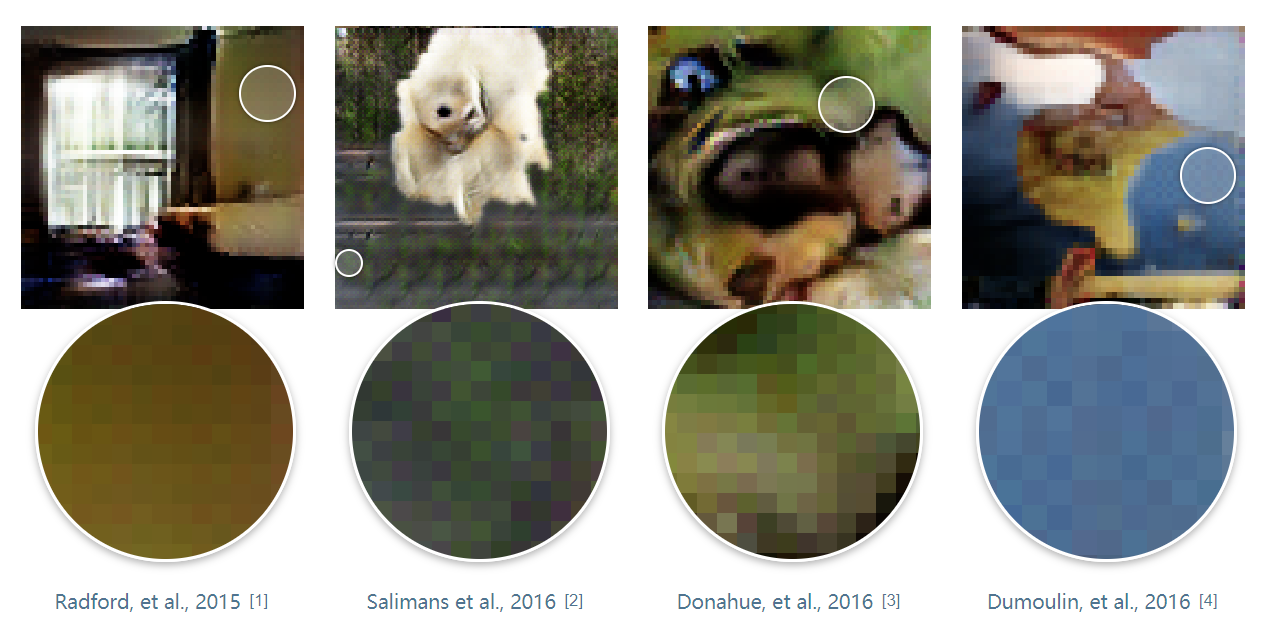 Radford, et al., 2015 [1]
Salimans et al., 2016 [2]
Donahue, et al., 2016 [3]
Dumoulin, et al., 2016 [4]